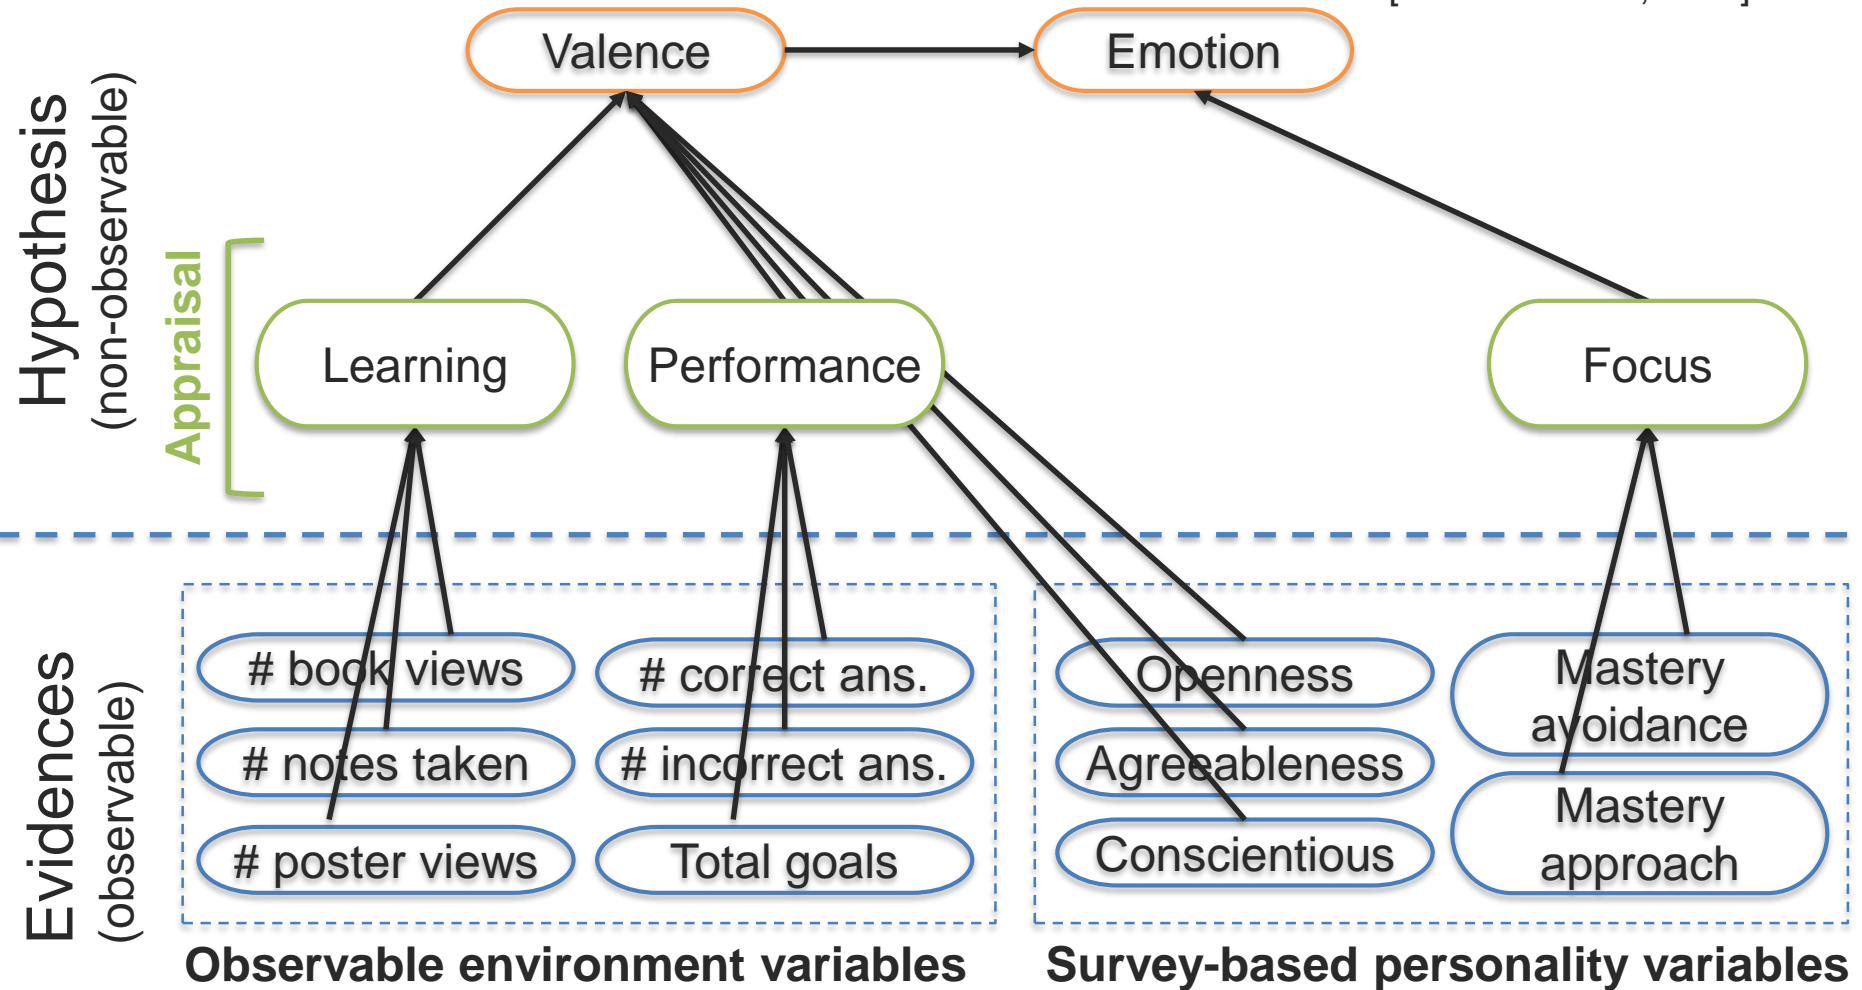 Valence
Emotion
Hypothesis
(non-observable)
Appraisal
Learning
Performance
Focus
Evidences
(observable)
# book views
# correct ans.
Openness
Mastery
avoidance
# notes taken
# incorrect ans.
Agreeableness
# poster views
Total goals
Conscientious
Mastery
approach
Observable environment variables
Survey-based personality variables